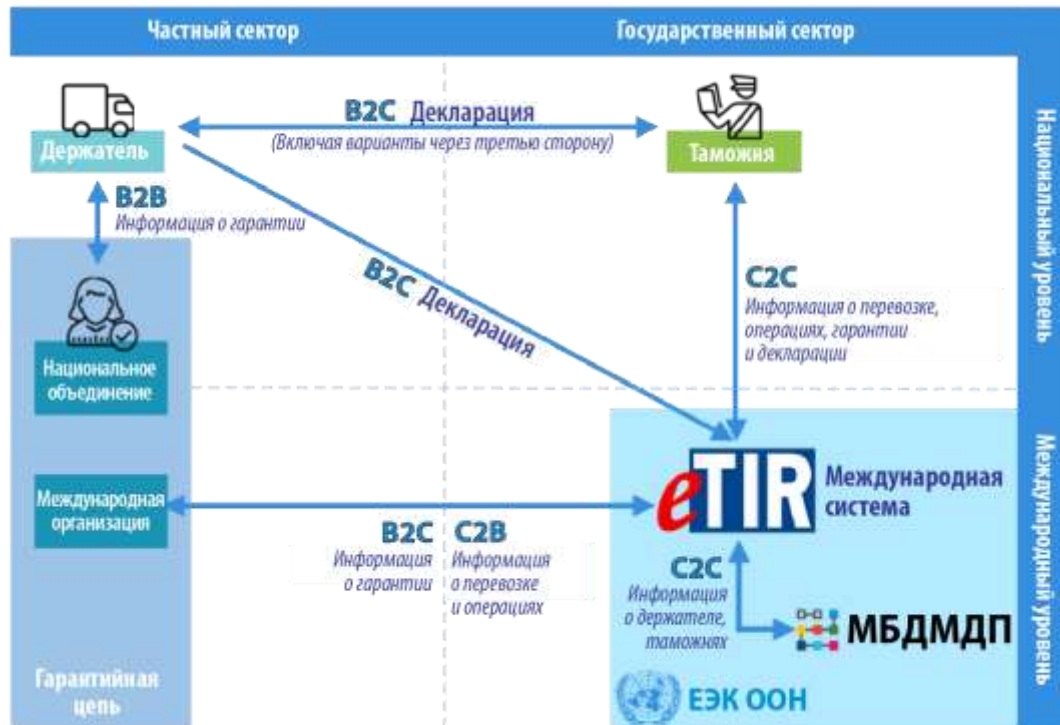 Частный сектор
Государственный сектор
Национальный уровень
Международный уровень
Держатель
B2C Декларация
(Включая варианты через третью сторону)
Таможня
B2B
Информация о гарантии
B2C Декларация
C2C
Информация о перевозке,
операциях, гарантии
и декларации
Национальное
объединение
Международная
организация
eTIR
Международная
система
B2C
Информация
о гарантии
C2B
Информация
о перевозке
и операциях
C2C
Информация
о держателе,
таможнях
МБДМДП
Гарантийная
цепь
ЕЭК ООН